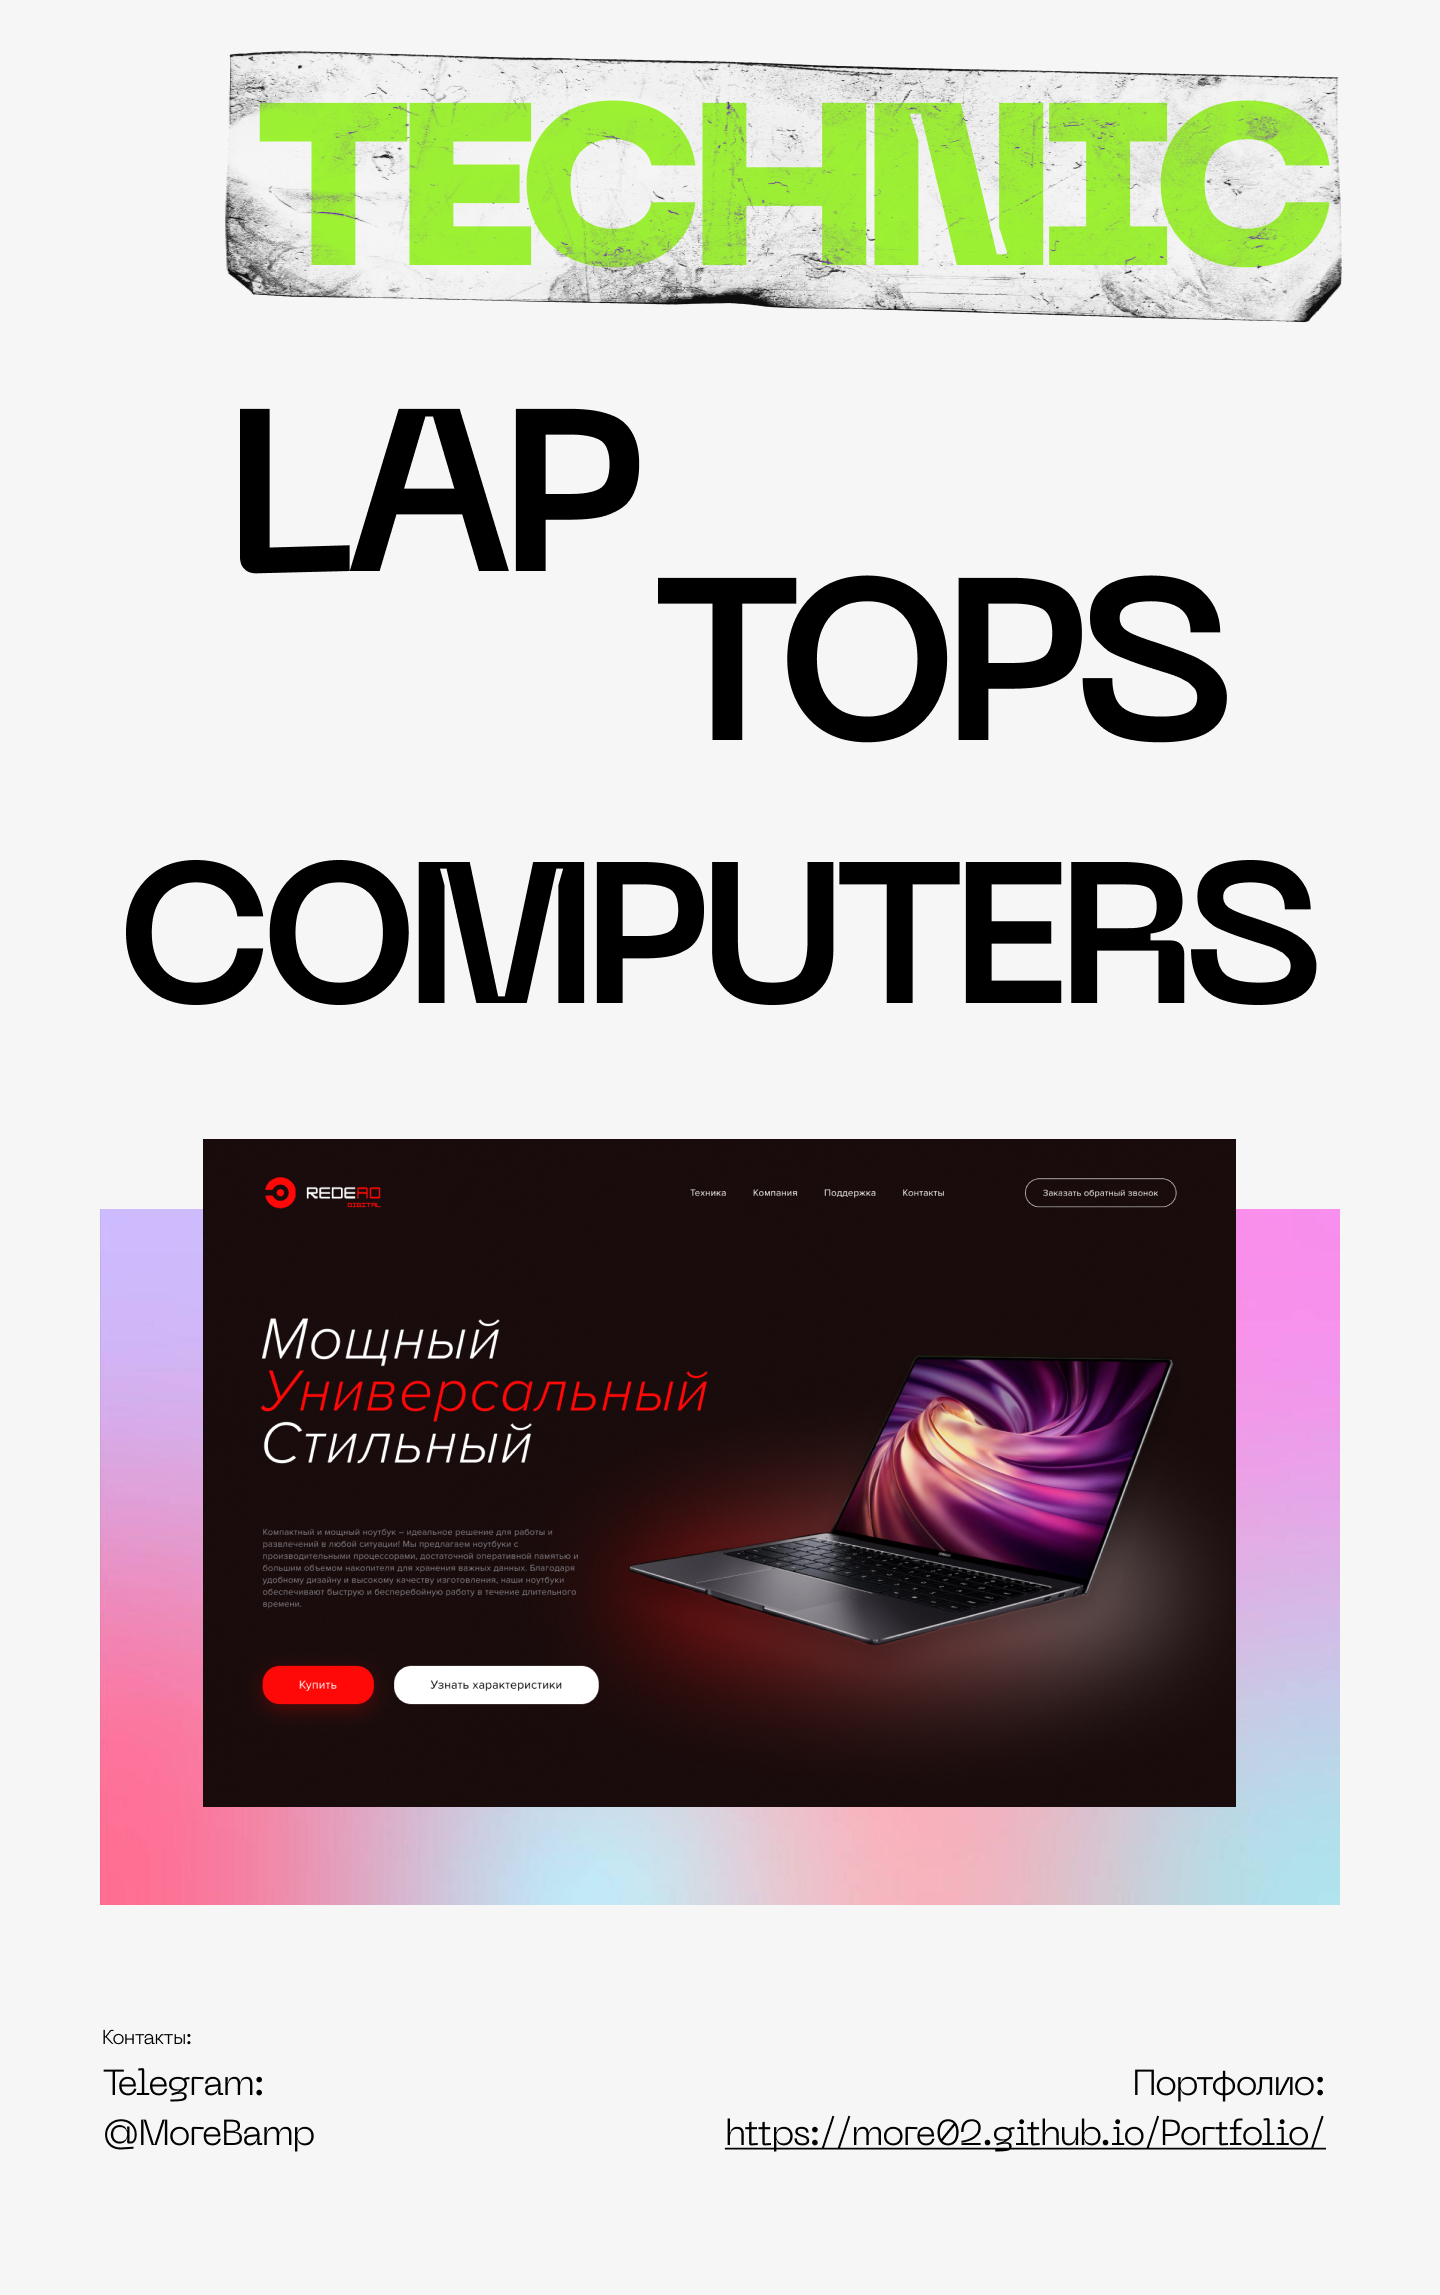 TECHNIC
LAP
TOPS
COMPUTERS
REDEAD
DIGITAL
Техника Компания Поддержка Контакты Заказать обратный звонок
Мощный
Универсальный
Стильный
Компактный и мощный ноутбук – идеальное решение для работы и
развлечений в любой ситуации! Мы предлагаем ноутбуки с
производительными процессорами, достаточной оперативной памятью и
большим объемом накопителя для хранения важных данных. Благодаря
удобному дизайну и высокому качеству изготовления, наши ноутбуки
обеспечивают быструю и бесперебойную работу в течение длительного
времени.
Купить Узнать характеристики
Контакты:
Telegram:
@MoreBamp
Портфолио:
https://more02.github.io/Portfolio/